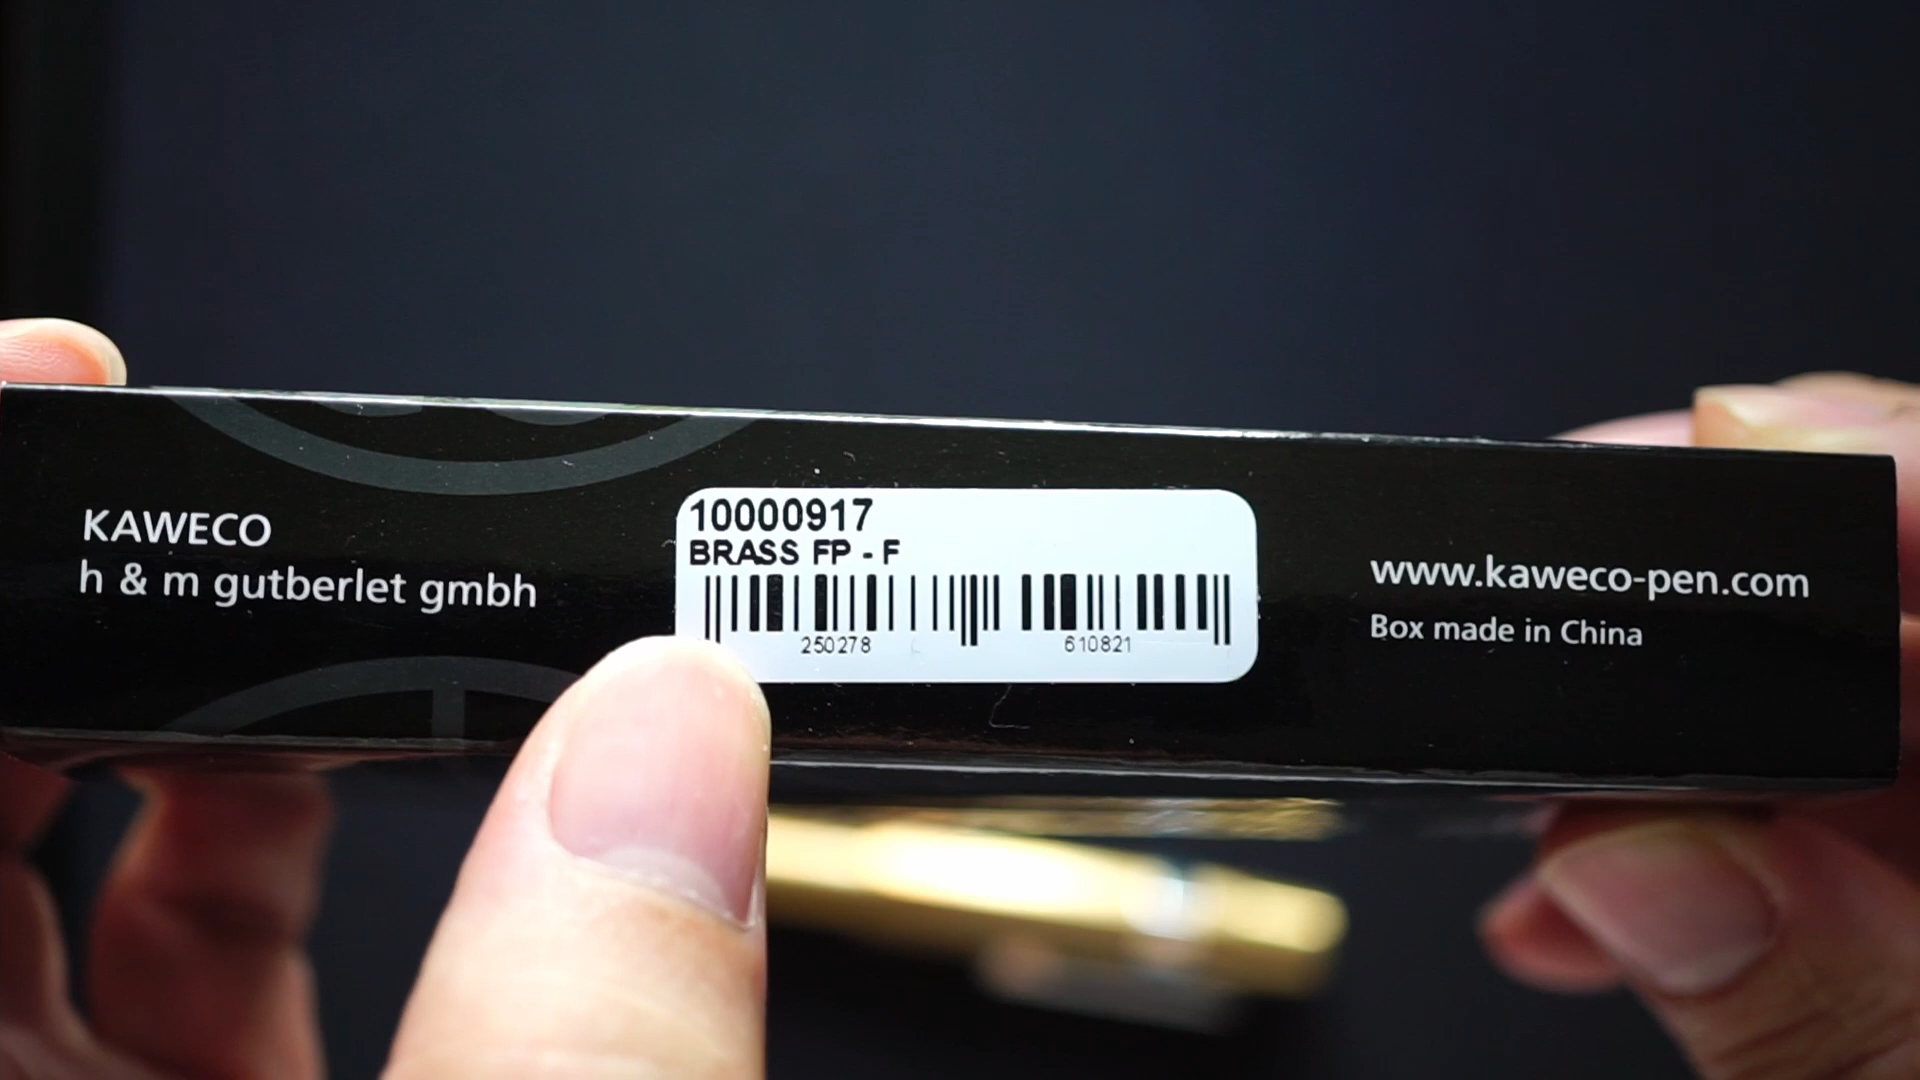 KAWECO
h & m gutberlet gmbh
10000917
BRASS FP - F
250278 610821
www.kaweco-pen.com
Box made in China